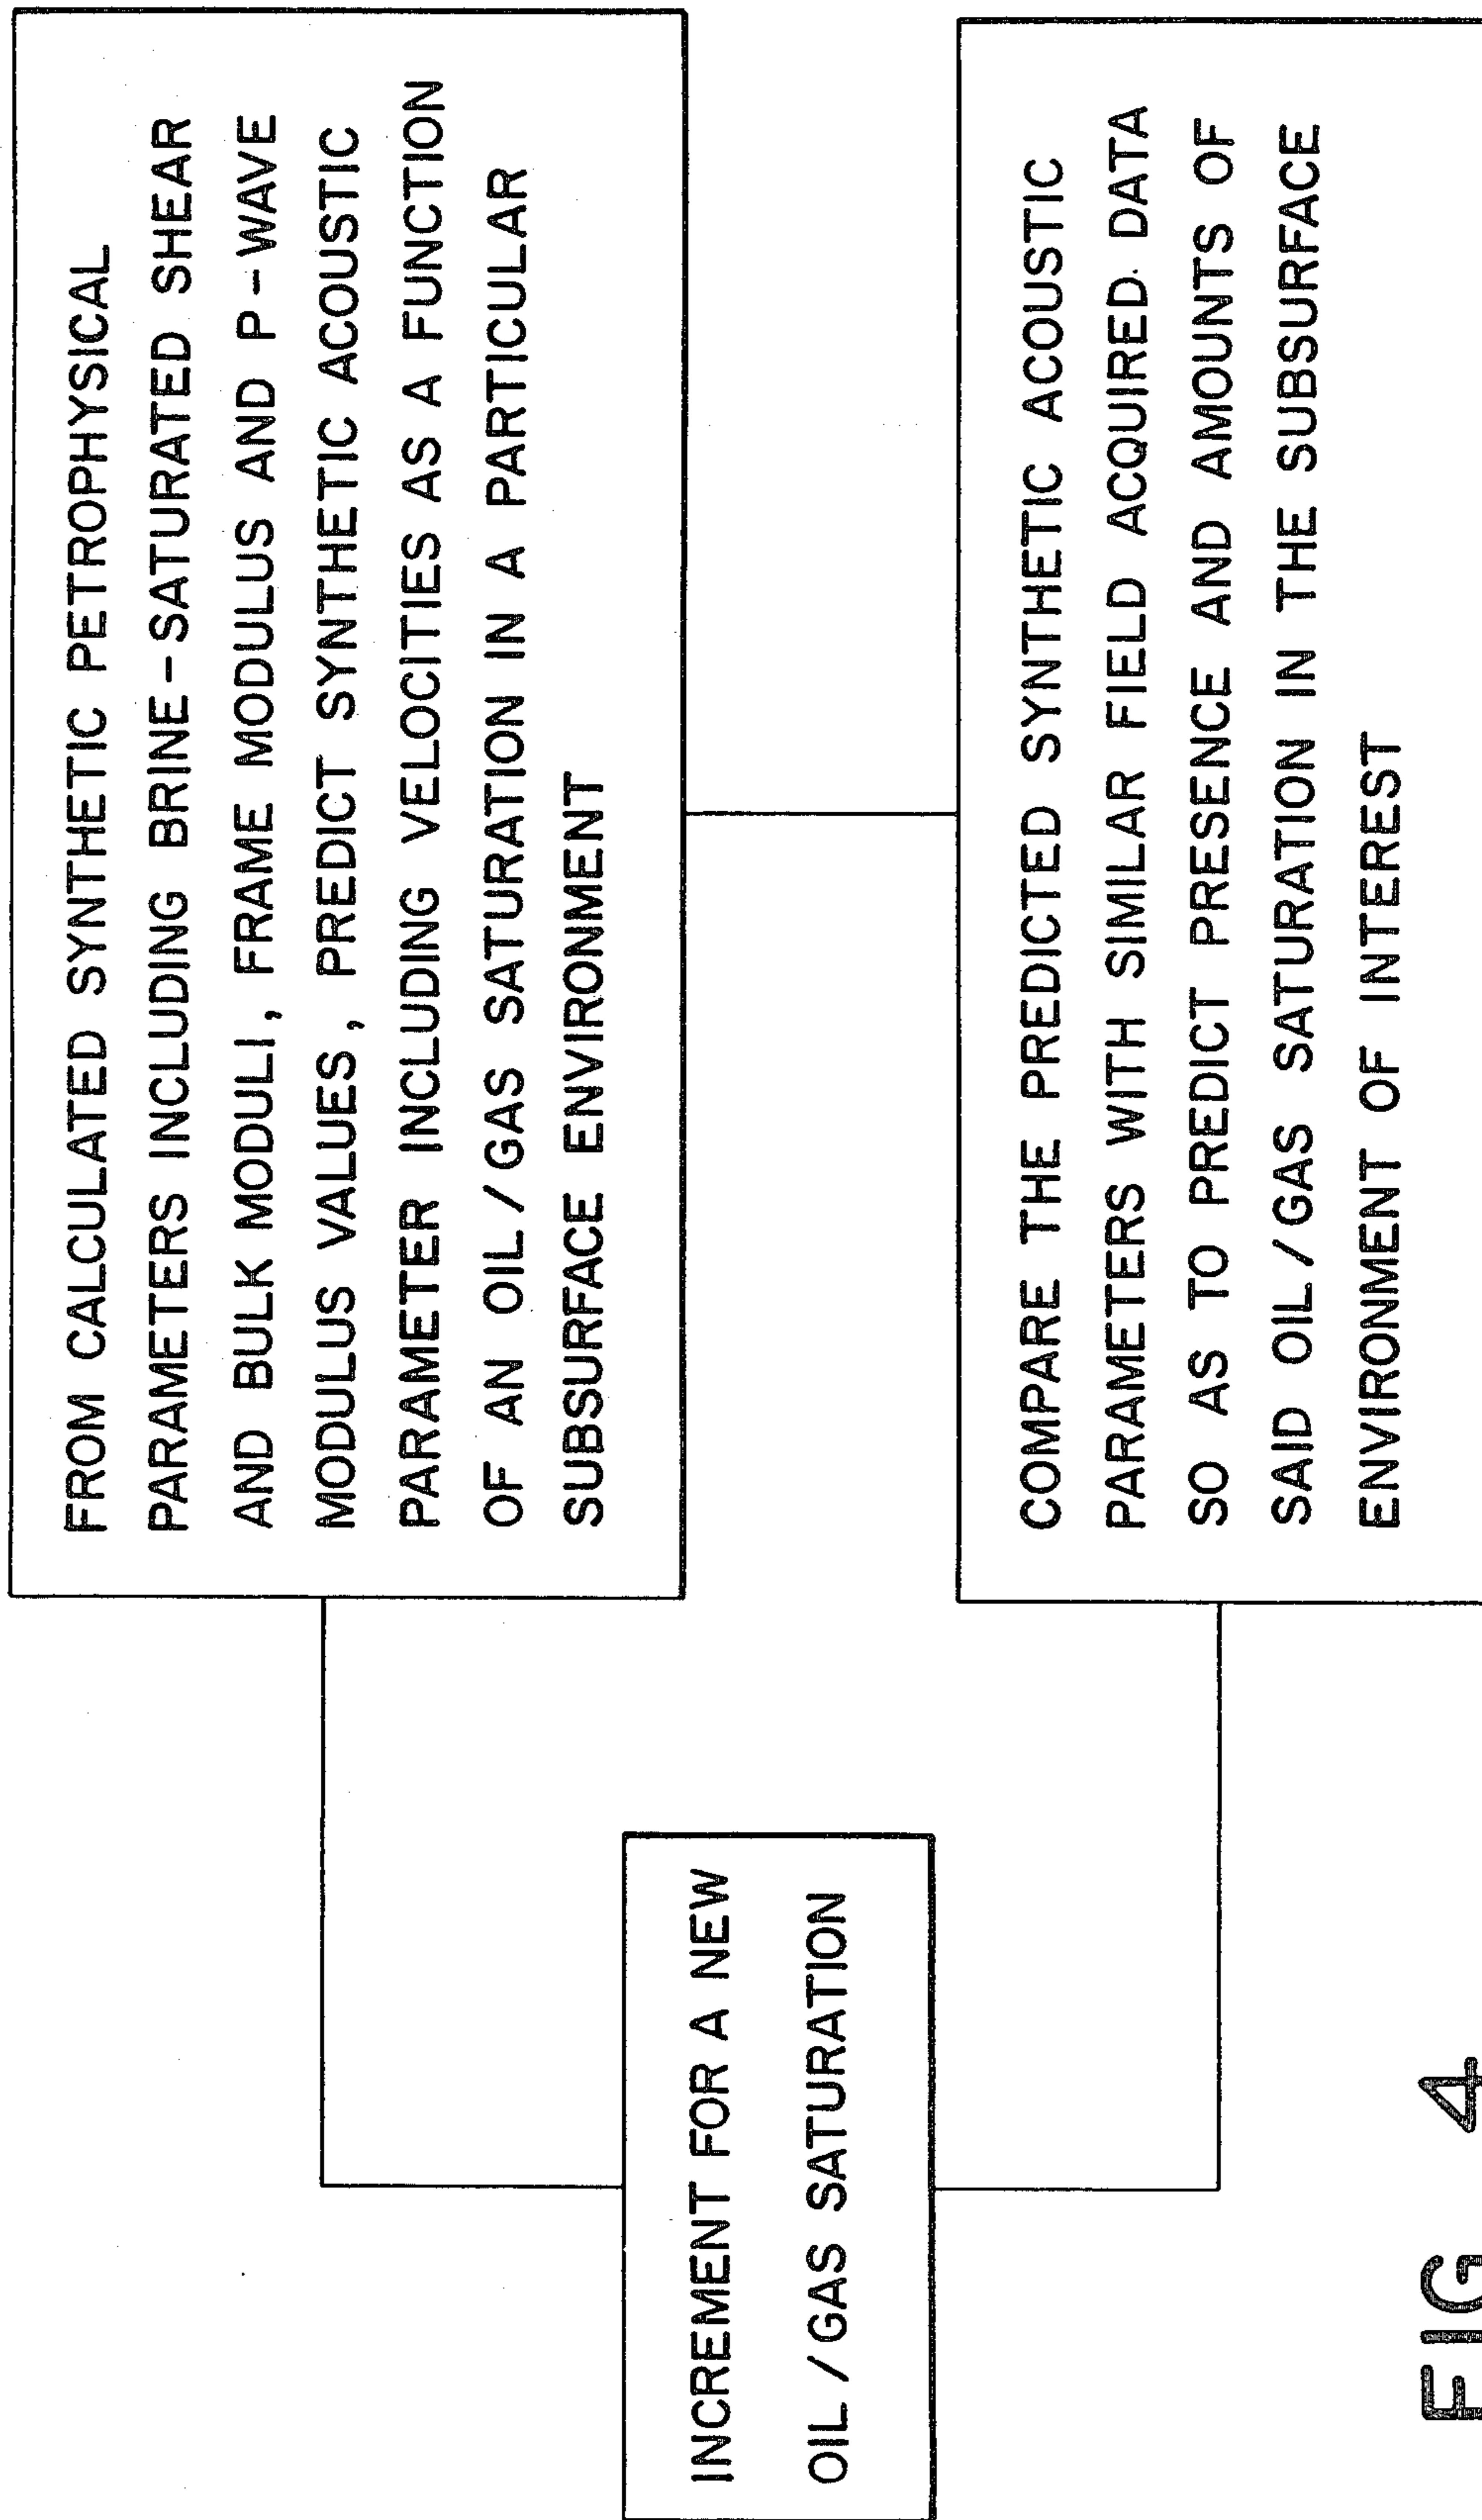 FROM CALCULATED SYNTHETIC PETROPHYSICAL
PARAMETERS INCLUDING BRINE-SATURATED SHEAR
AND BULK MODULI, FRAME MODULUS AND P-WAVE
MODULUS VALUES, PREDICT SYNTHETIC ACOUSTIC
PARAMETER INCLUDING VELOCITIES AS A FUNCTION
OF AN OIL/GAS SATURATION IN A PARTICULAR
SUBSURFACE ENVIRONMENT
INCREMENT FOR A NEW
OIL/GAS SATURATION
COMPARE THE PREDICTED SYNTHETIC ACOUSTIC
PARAMETERS WITH SIMILAR FIELD ACQUIRED DATA
SO AS TO PREDICT PRESENCE AND AMOUNTS OF
SAID OIL/GAS SATURATION IN THE SUBSURFACE
ENVIRONMENT OF INTEREST
FIG 4